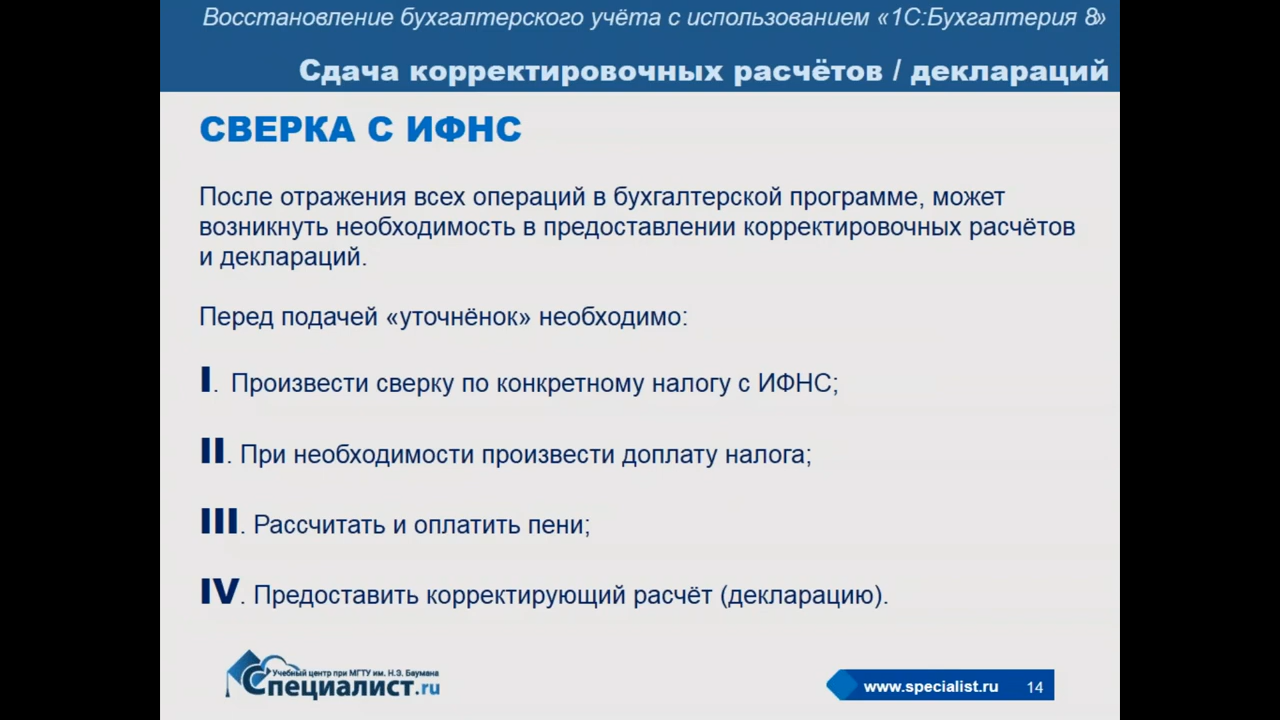 Восстановление бухгалтерского учёта с использованием «1С:Бухгалтерия 8»
Сдача корректировочных расчётов / деклараций
СВЕРКА С ИФНС
После отражения всех операций в бухгалтерской программе, может
возникнуть необходимость в предоставлении корректировочных расчётов
и деклараций.
Перед подачей «уточнёнок» необходимо:
I. Произвести сверку по конкретному налогу с ИФНС;
II. При необходимости произвести доплату налога;
III. Рассчитать и оплатить пени;
IV. Предоставить корректирующий расчёт (декларацию).
Учебный центр при МГТУ им. Н.Э. Баумана
Специалист.ru
www.specialist.ru 14